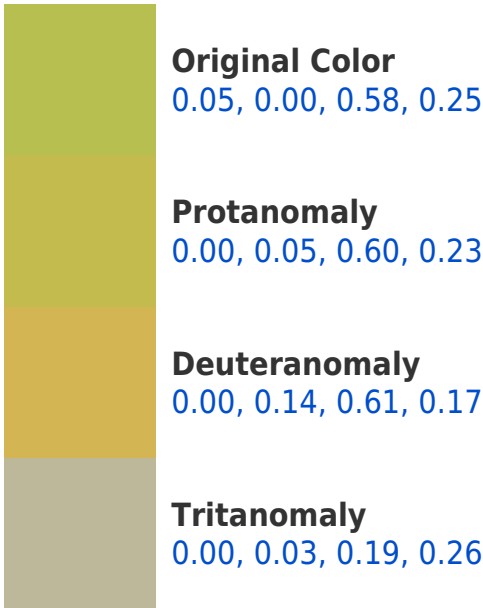 Original Color
0.05, 0.00, 0.58, 0.25
Protanomaly
0.00, 0.05, 0.60, 0.23
Deuteranomaly
0.00, 0.14, 0.61, 0.17
Tritanomaly
0.00, 0.03, 0.19, 0.26